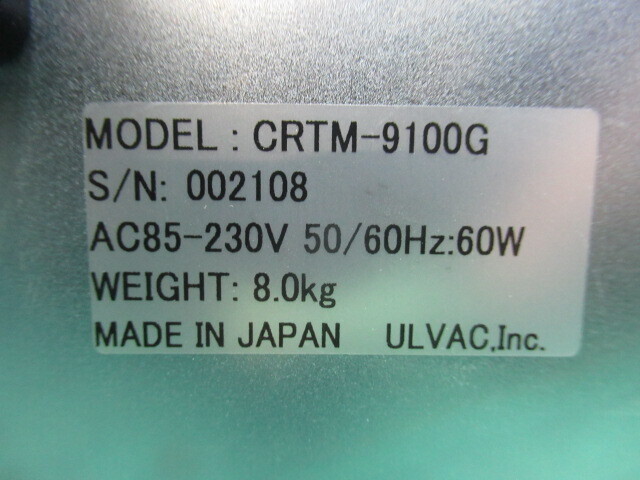 MODEL : CRTM-9100G
S/N: 002108
AC85-230V 50/60Hz:60W
WEIGHT: 8.0kg
MADE IN JAPAN ULVAC,Inc.